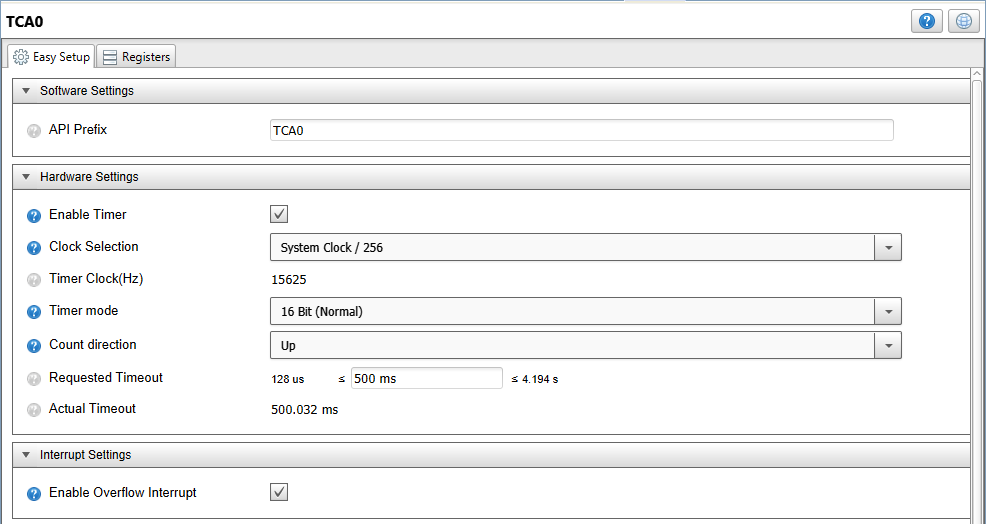 TCA0
Easy Setup Registers
Software Settings
API Prefix TCA0
Hardware Settings
Enable Timer
Clock Selection System Clock / 256
Timer Clock(Hz) 15625
Timer mode 16 Bit (Normal)
Count direction Up
Requested Timeout 128 us ≤ 500 ms ≤ 4.194 s
Actual Timeout 500.032 ms
Interrupt Settings
Enable Overflow Interrupt